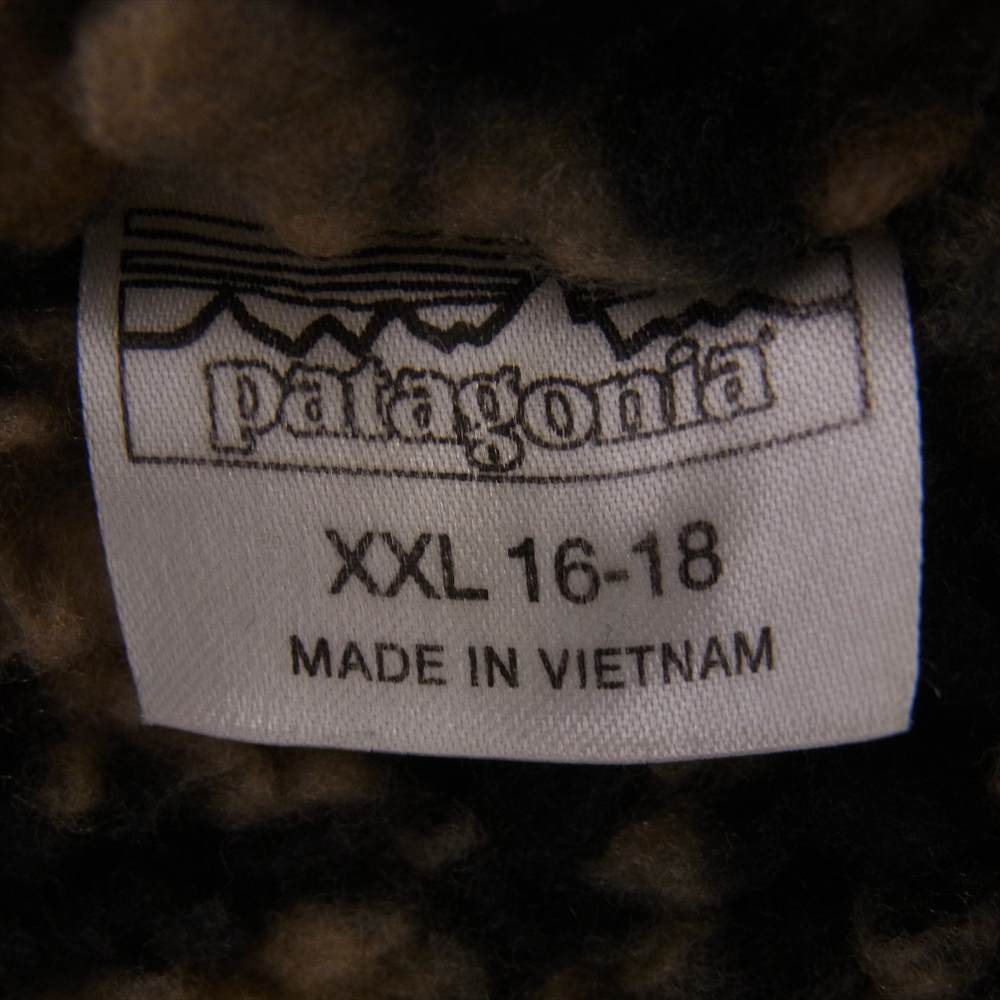 patagonia
XXL 16-18
MADE IN VIETNAM